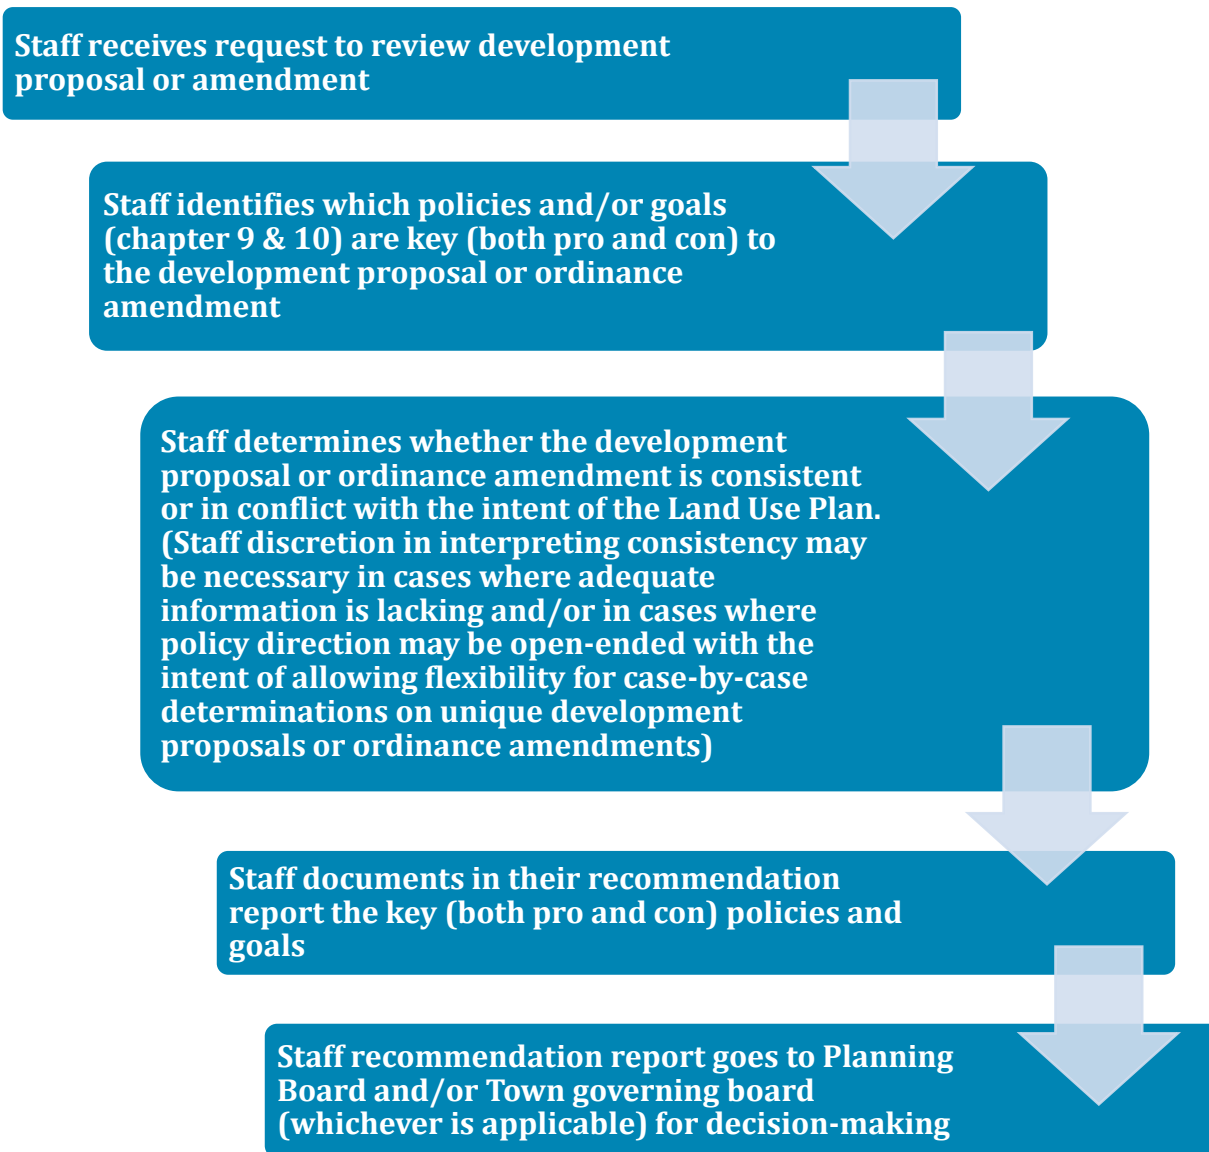 Staff receives request to review development
proposal or amendment
Staff identifies which policies and/or goals
(chapter 9 & 10) are key (both pro and con) to
the development proposal or ordinance
amendment
Staff determines whether the development
proposal or ordinance amendment is consistent
or in conflict with the intent of the Land Use Plan.
(Staff discretion in interpreting consistency may
be necessary in cases where adequate
information is lacking and/or in cases where
policy direction may be open-ended with the
intent of allowing flexibility for case-by-case
determinations on unique development
proposals or ordinance amendments)
Staff documents in their recommendation
report the key (both pro and con) policies and
goals
Staff recommendation report goes to Planning
Board and/or Town governing board
(whichever is applicable) for decision-making